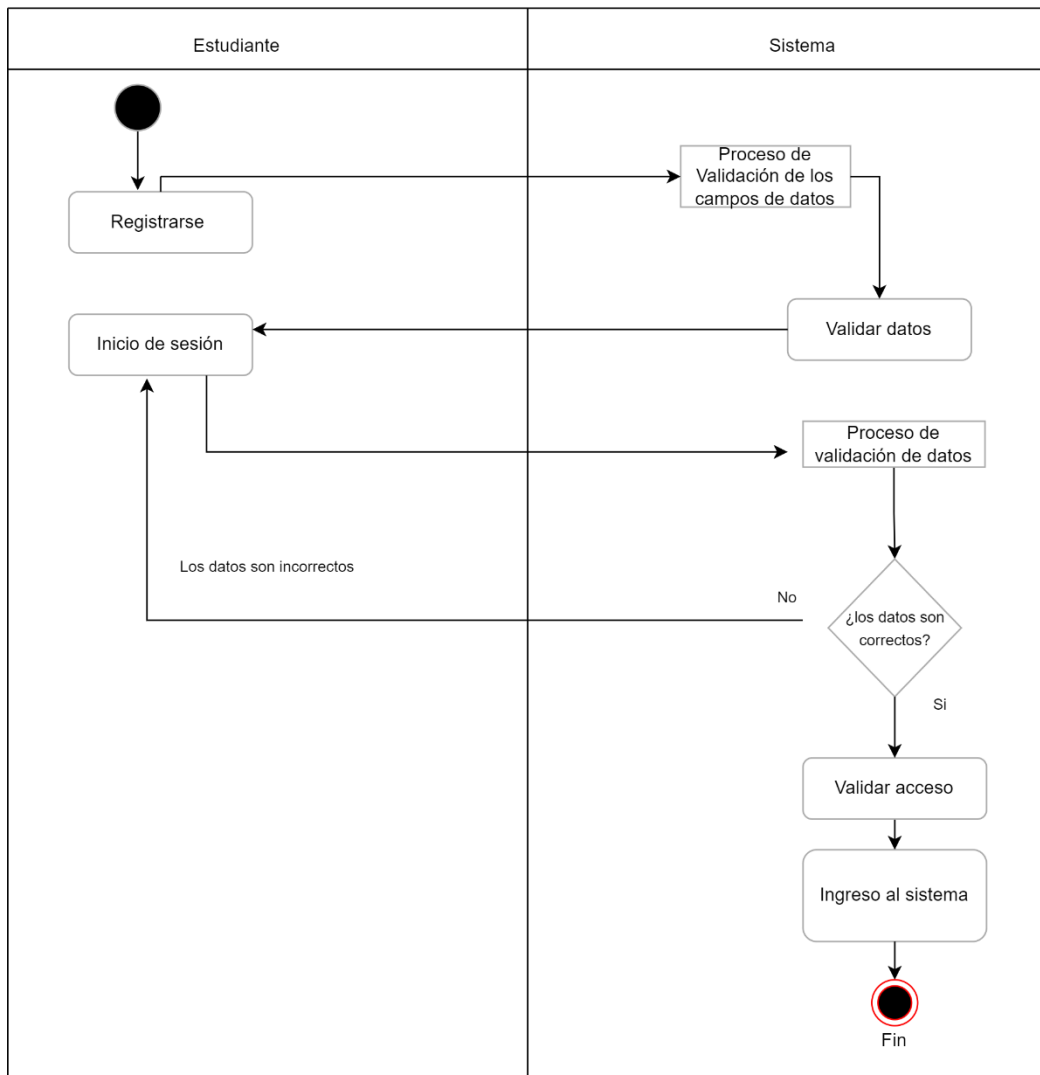 Estudiante
Sistema
Proceso de
Validación de los
campos de datos
Registrarse
Validar datos
Inicio de sesión
Proceso de
validación de datos
Los datos son incorrectos
No
¿los datos son
correctos?
Si
Validar acceso
Ingreso al sistema
Fin